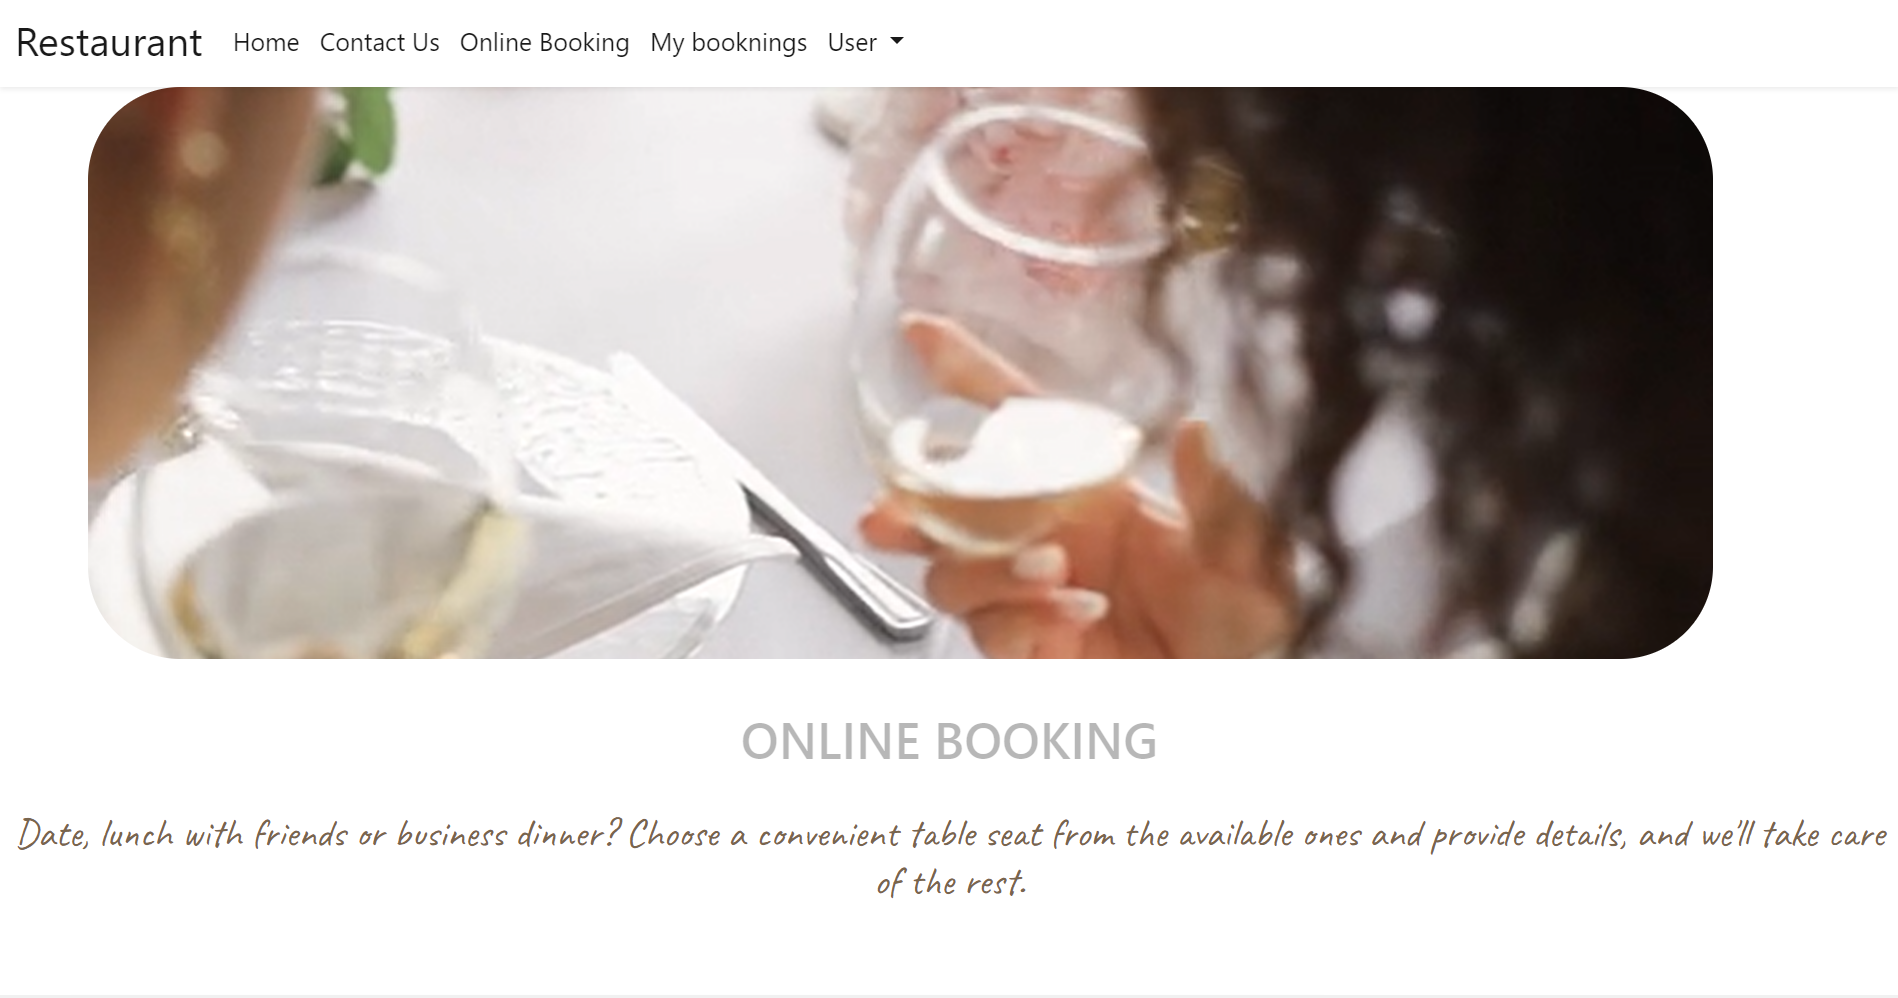 Restaurant Home Contact Us Online Booking My booknings User
ONLINE BOOKING
Date, lunch with friends or business dinner? Choose a convenient table seat from the available ones and provide details, and we'll take care
of the rest.